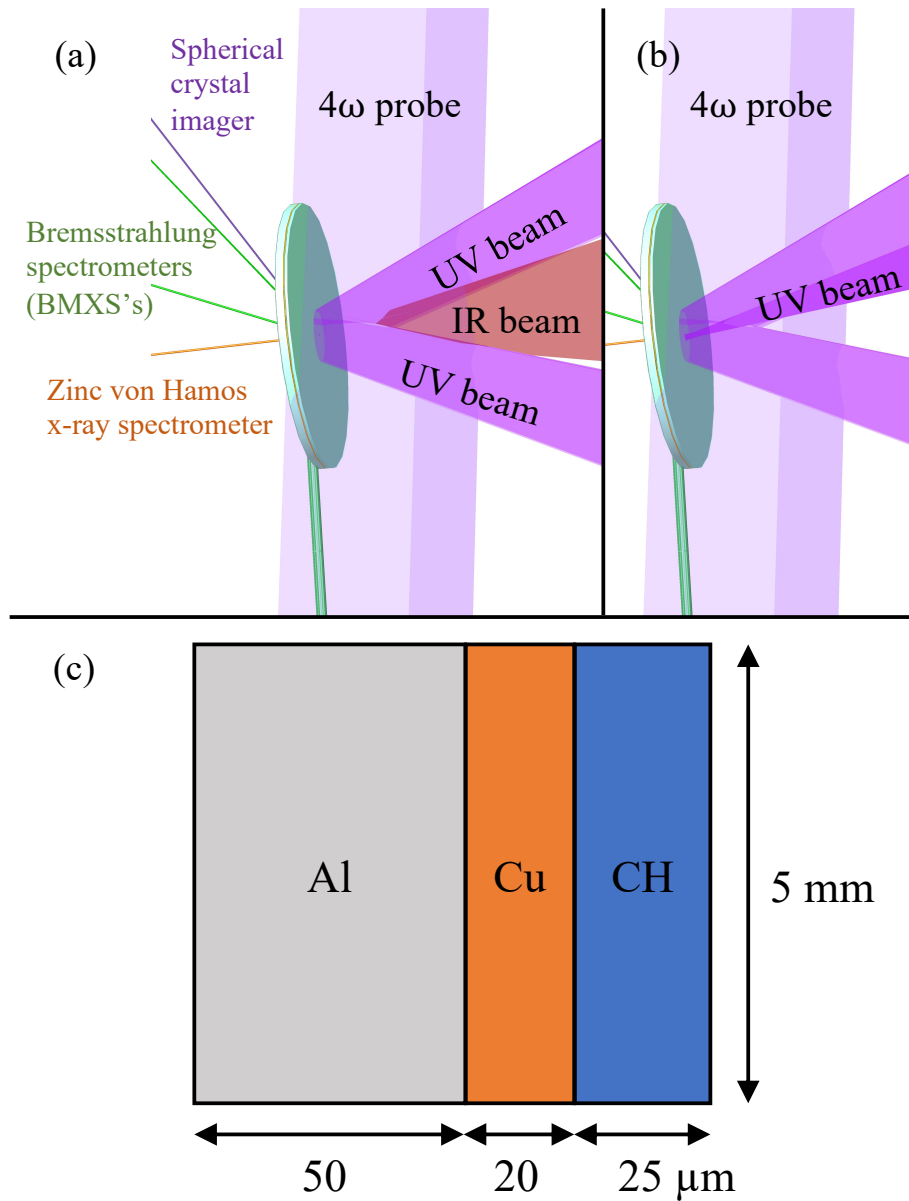 (a)
Spherical
crystal
imager
4ω probe
Bremsstrahlung
spectrometers
(BMXS's)
UV beam
IR beam
UV beam
Zinc von Hamos
x-ray spectrometer
(b)
4ω probe
UV beam
(c)
Al
Cu
CH
5 mm
50
20
25 μm